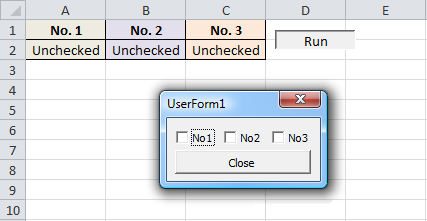 A B C D E
1 No. 1 No. 2 No. 3
Run
2 Unchecked Unchecked Unchecked
3
4
5
UserForm1
6
7 No1 No2 No3
8 Close
9
10